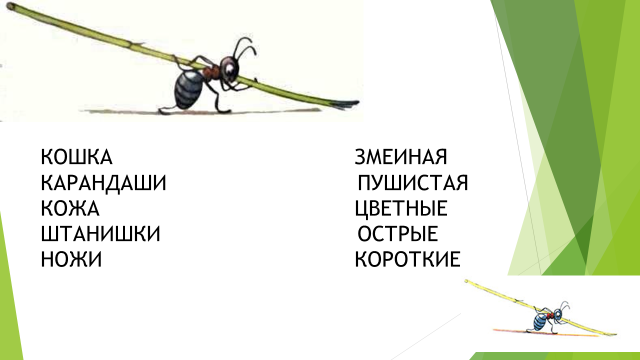 КОШКА ЗМЕИНАЯ
КАРАНДАШИ ПУШИСТАЯ
КОЖА ЦВЕТНЫЕ
ШТАНИШКИ ОСТРЫЕ
НОЖИ КОРОТКИЕ